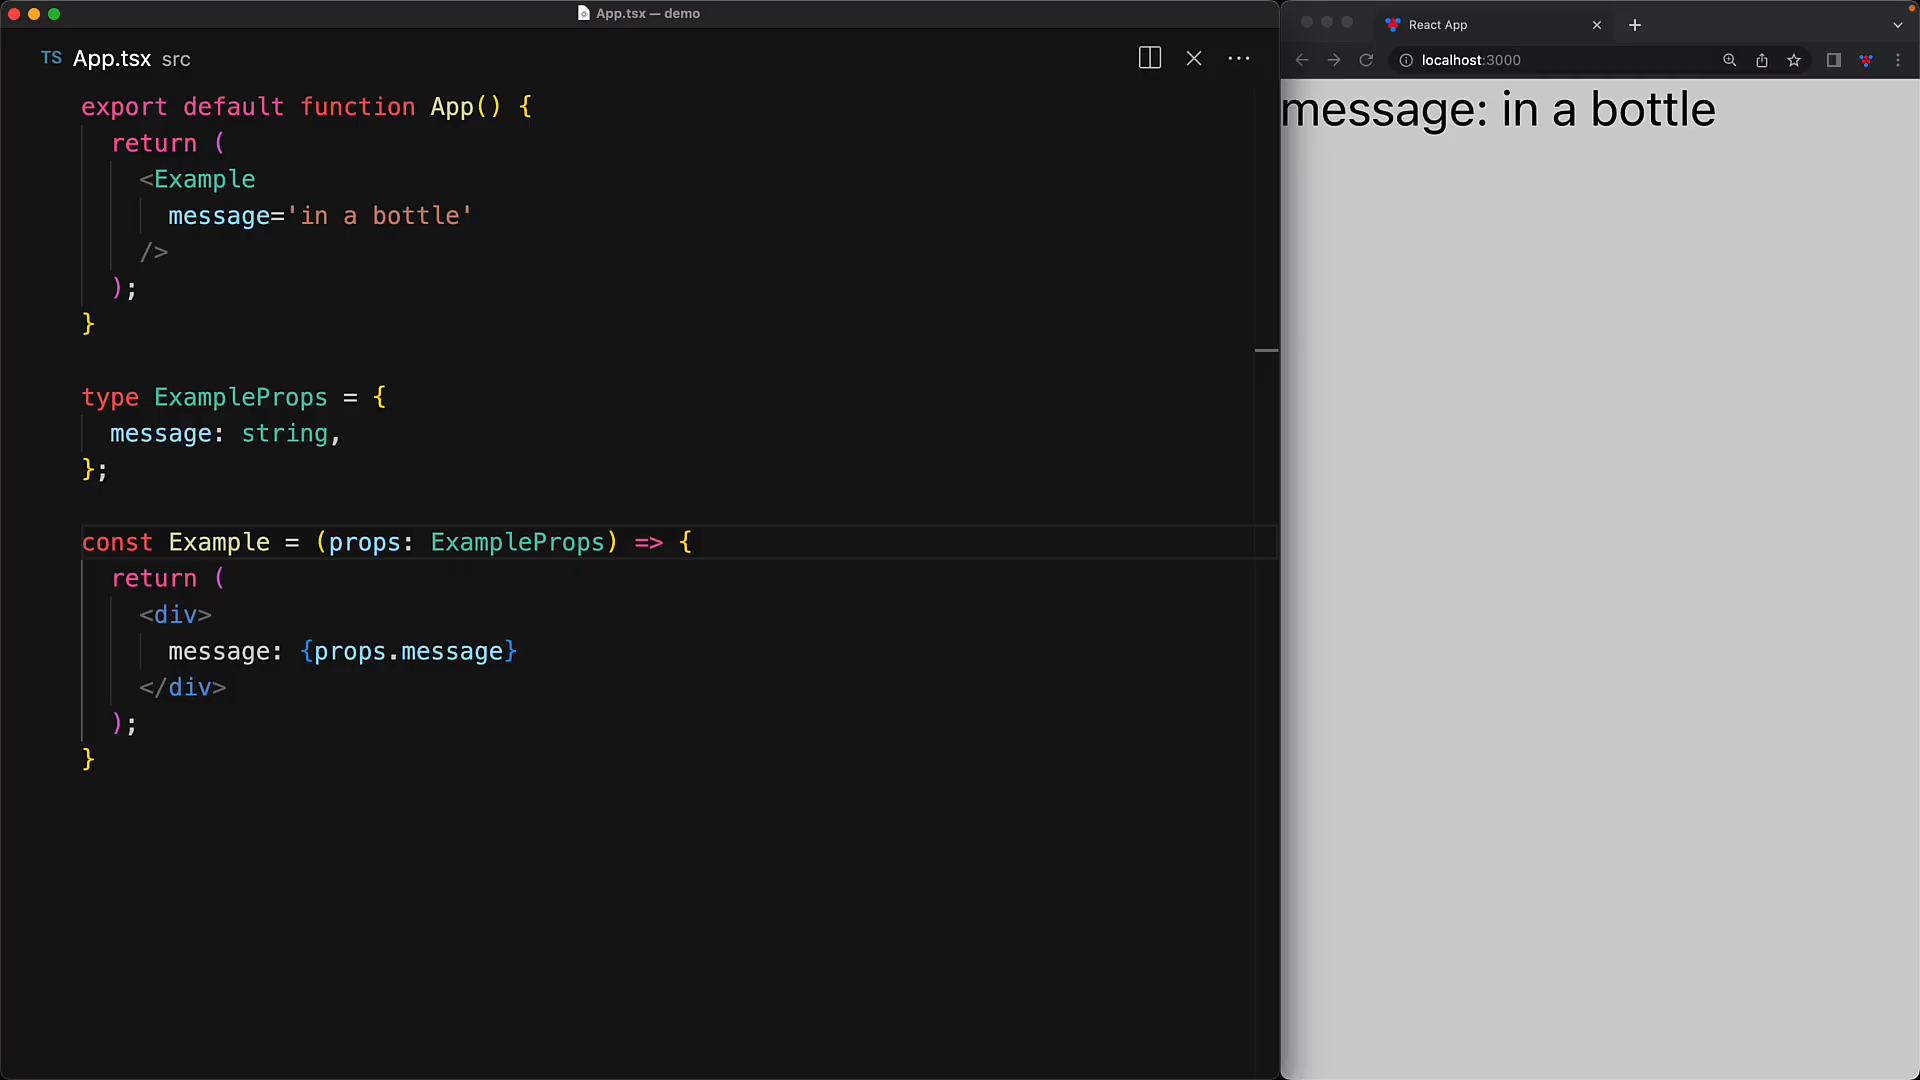 App.tsx — demo
TS App.tsx src
export default function App() {
return (
<Example
message='in a bottle'
/>
);
}
type ExampleProps = {
message: string,
};
const Example = (props: ExampleProps) => {
return (
<div>
message: {props.message}
</div>
);
}
React App
localhost:3000
message: in a bottle